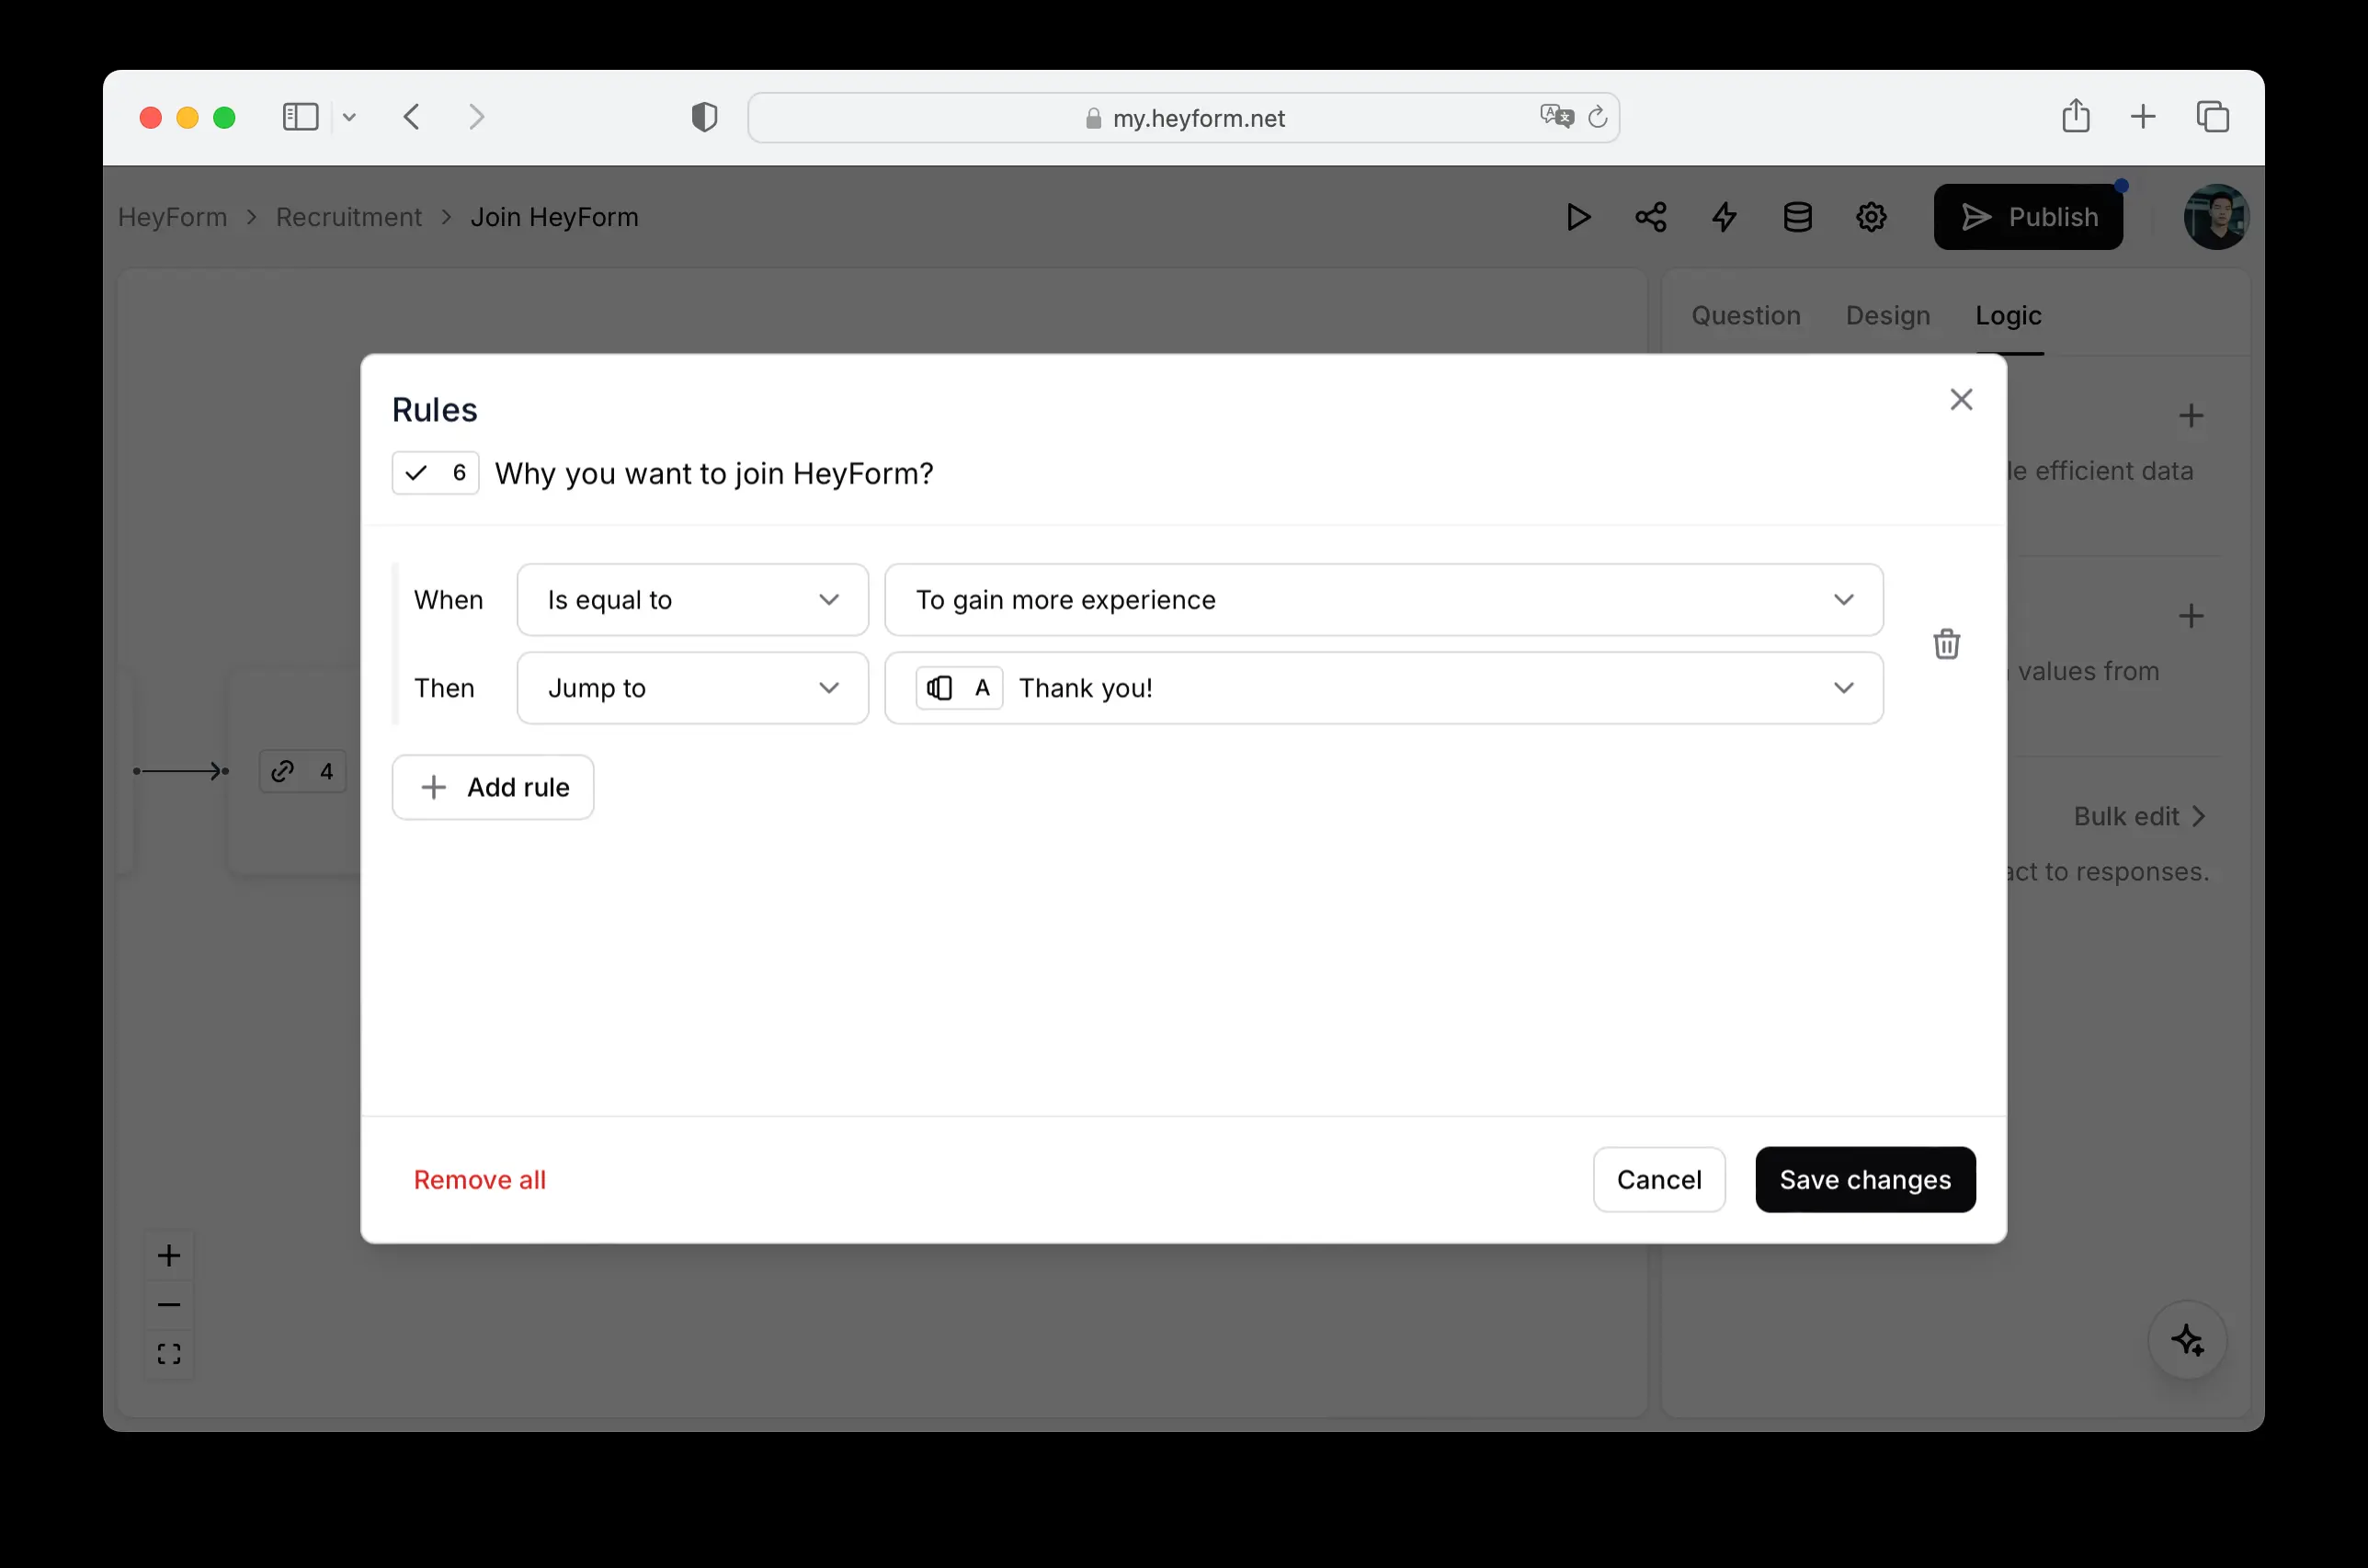 my.heyform.net
HeyForm > Recruitment > Join HeyForm
Publish
Question Design Logic
Rules
6 Why you want to join HeyForm?
le efficient data
When Is equal to To gain more experience
values from
Then Jump to A Thank you!
4
Add rule
Bulk edit >
act to responses.
Remove all
Cancel Save changes